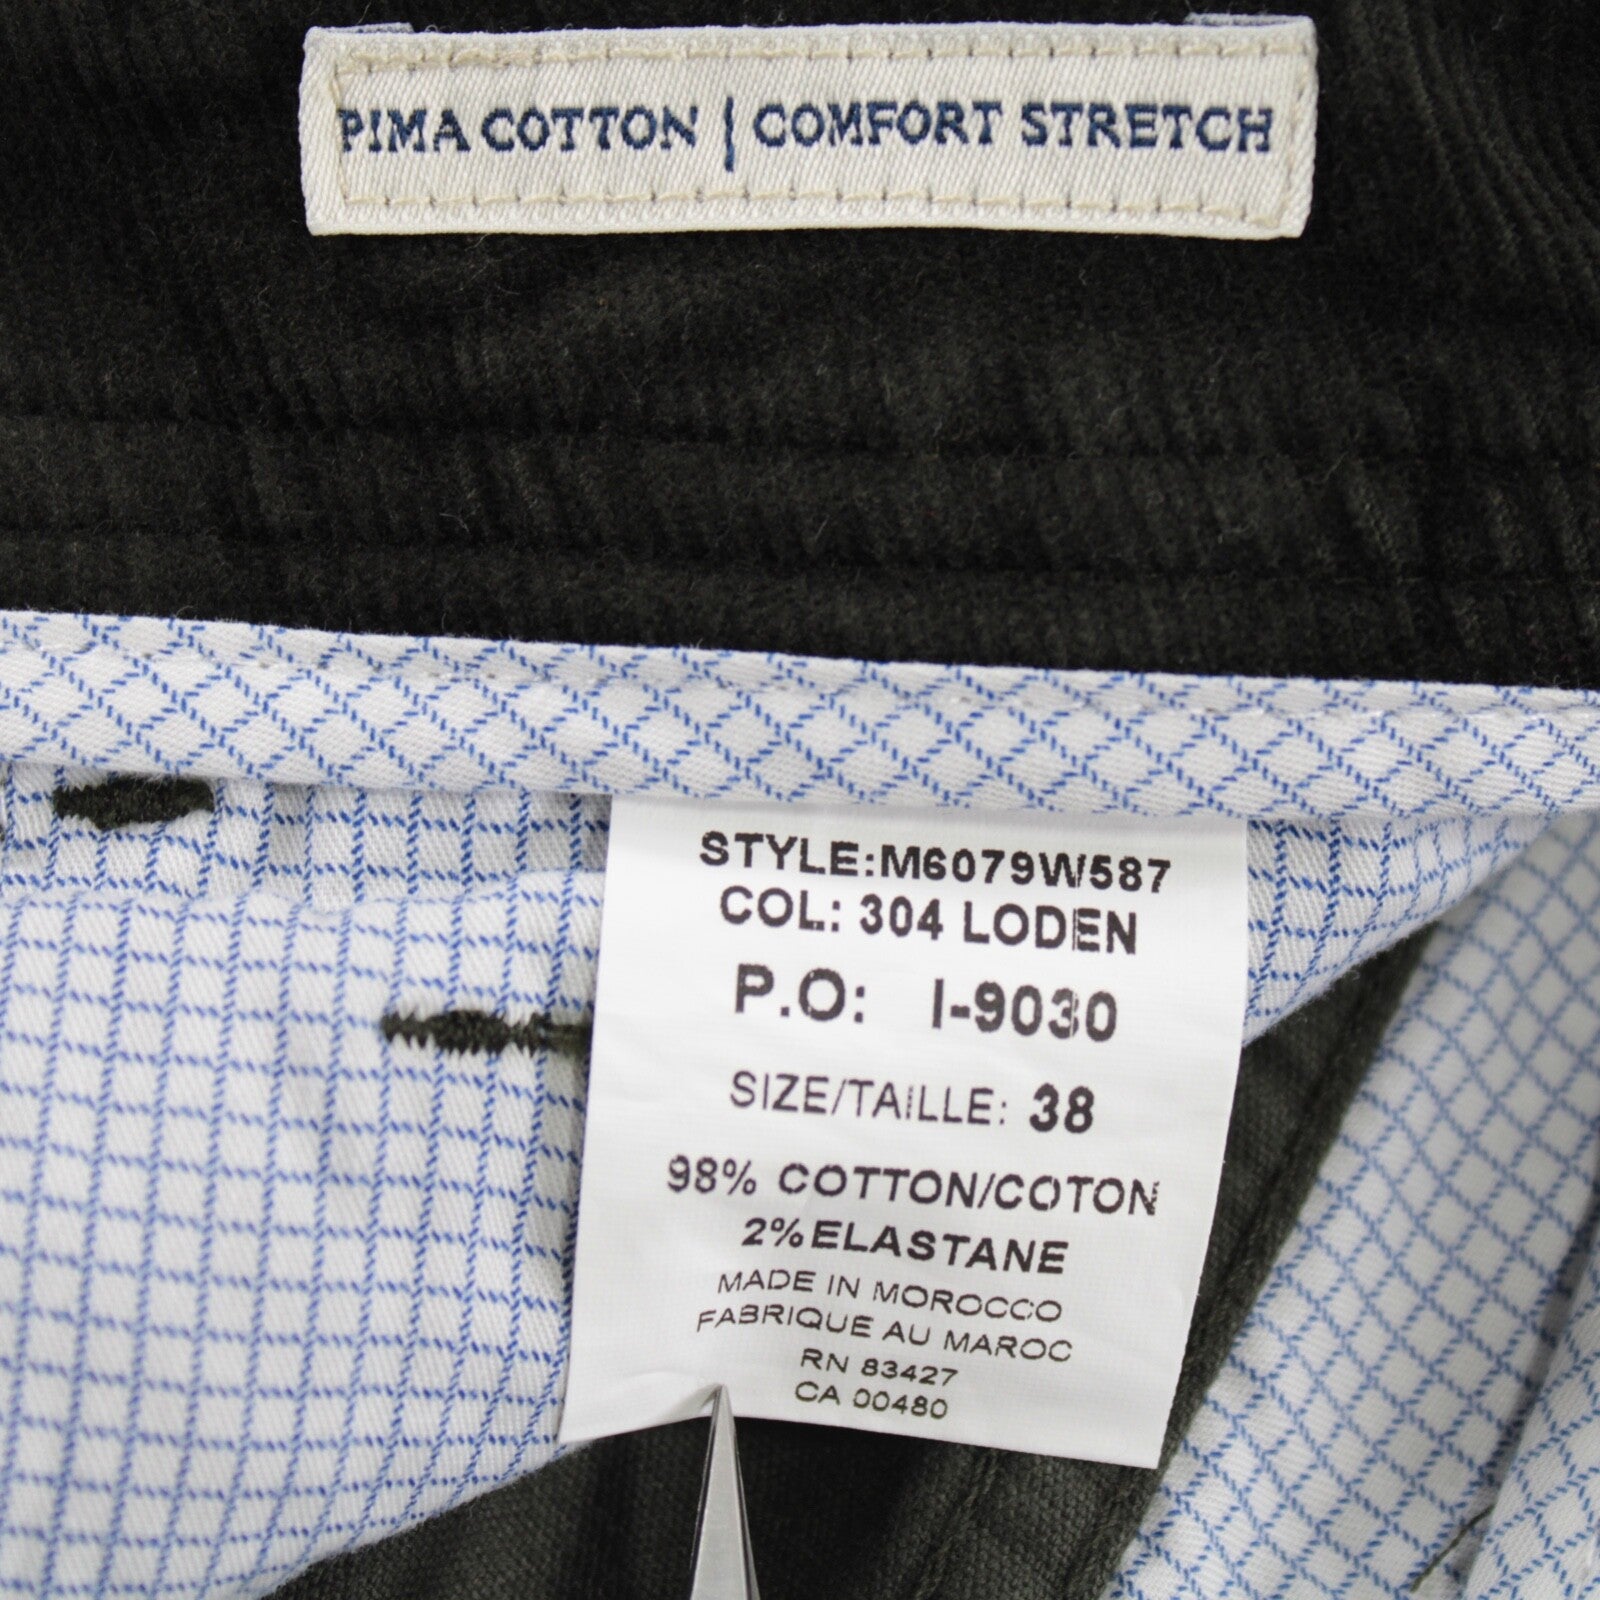 PIMA COTTON | COMFORT STRETCH
STYLE:M6079W587
COL: 304 LODEN
P.O: I-9030
SIZE/TAILLE: 38
98% COTTON/COTON
2%ELASTANE
MADE IN MOROCCO
FABRIQUE AU MAROC
RN 83427
CA 00480